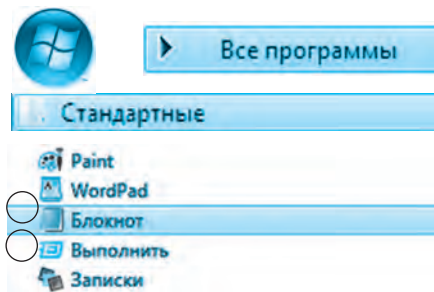 Все программы
Стандартные
Paint
WordPad
Блокнот
Выполнить
Записки